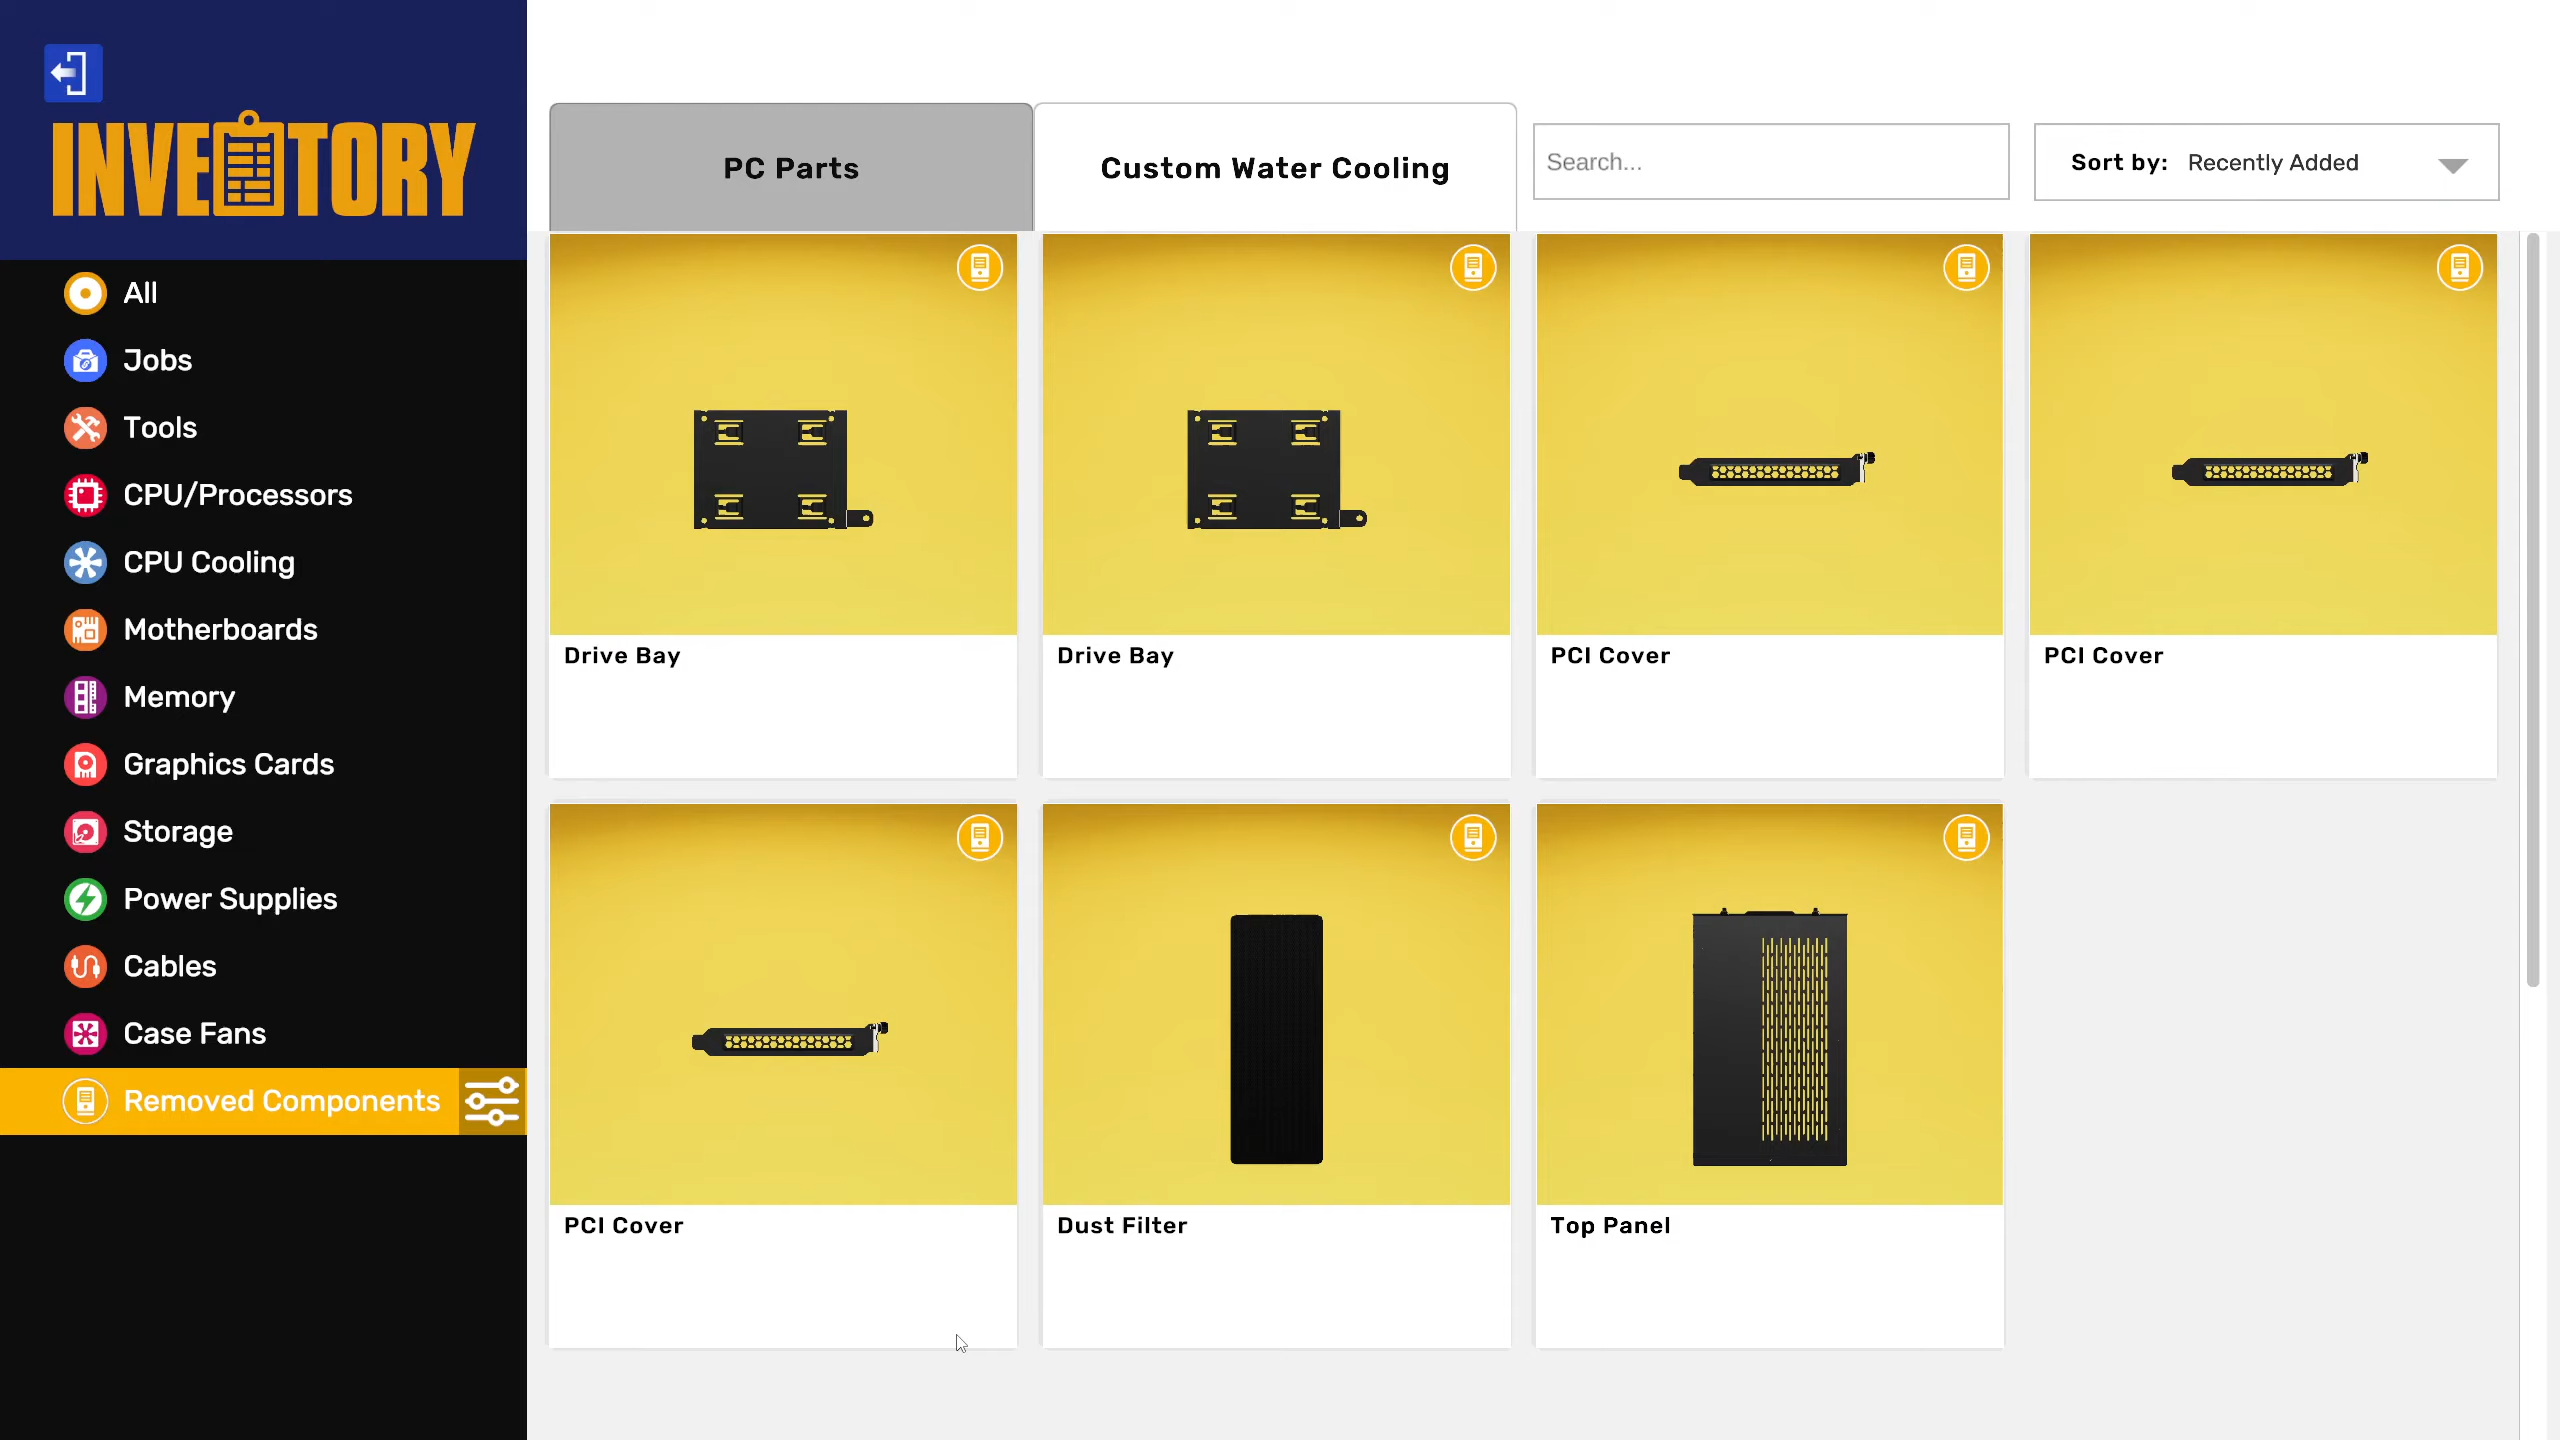 INVENTORY
All
Jobs
Tools
CPU/Processors
CPU Cooling
Motherboards
Memory
Graphics Cards
Storage
Power Supplies
Cables
Case Fans
Removed Components
PC Parts
Custom Water Cooling
Search...
Sort by: Recently Added
Drive Bay
Drive Bay
PCI Cover
PCI Cover
PCI Cover
Dust Filter
Top Panel